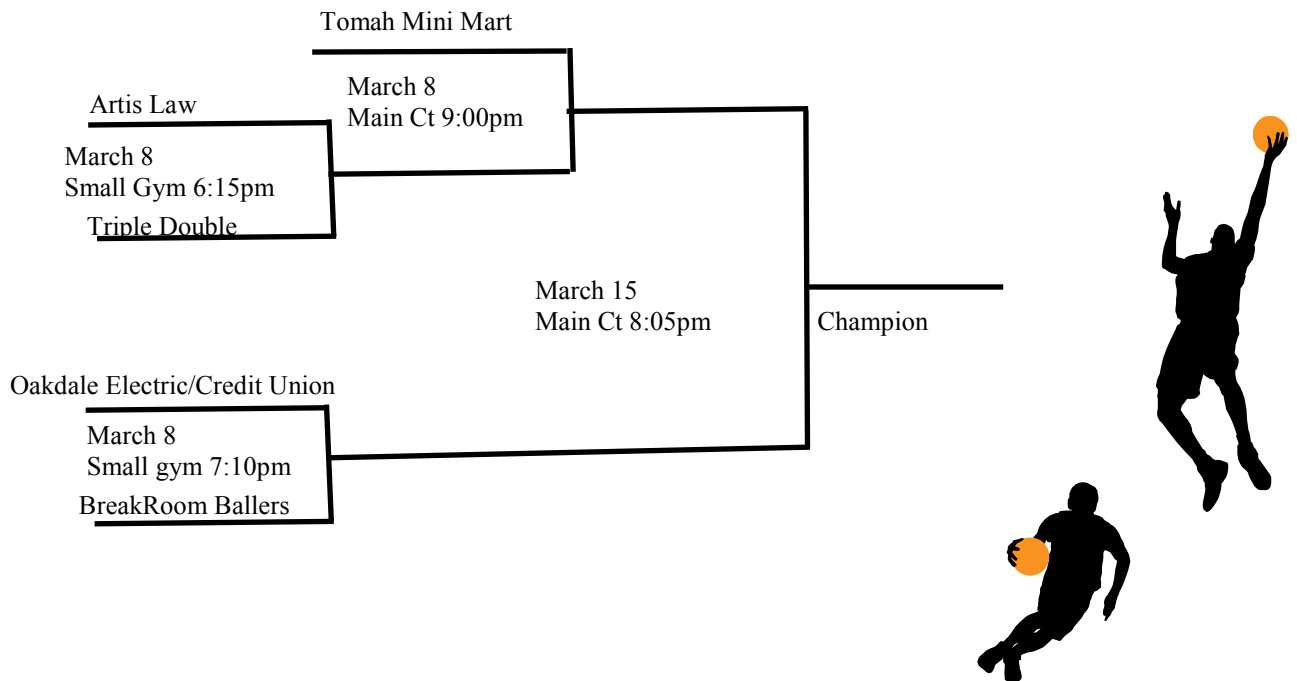 Tomah Mini Mart
March 8
Main Ct 9:00pm
Artis Law
March 8
Small Gym 6:15pm
Triple Double
March 15
Main Ct 8:05pm
Champion
Oakdale Electric/Credit Union
March 8
Small gym 7:10pm
BreakRoom Ballers